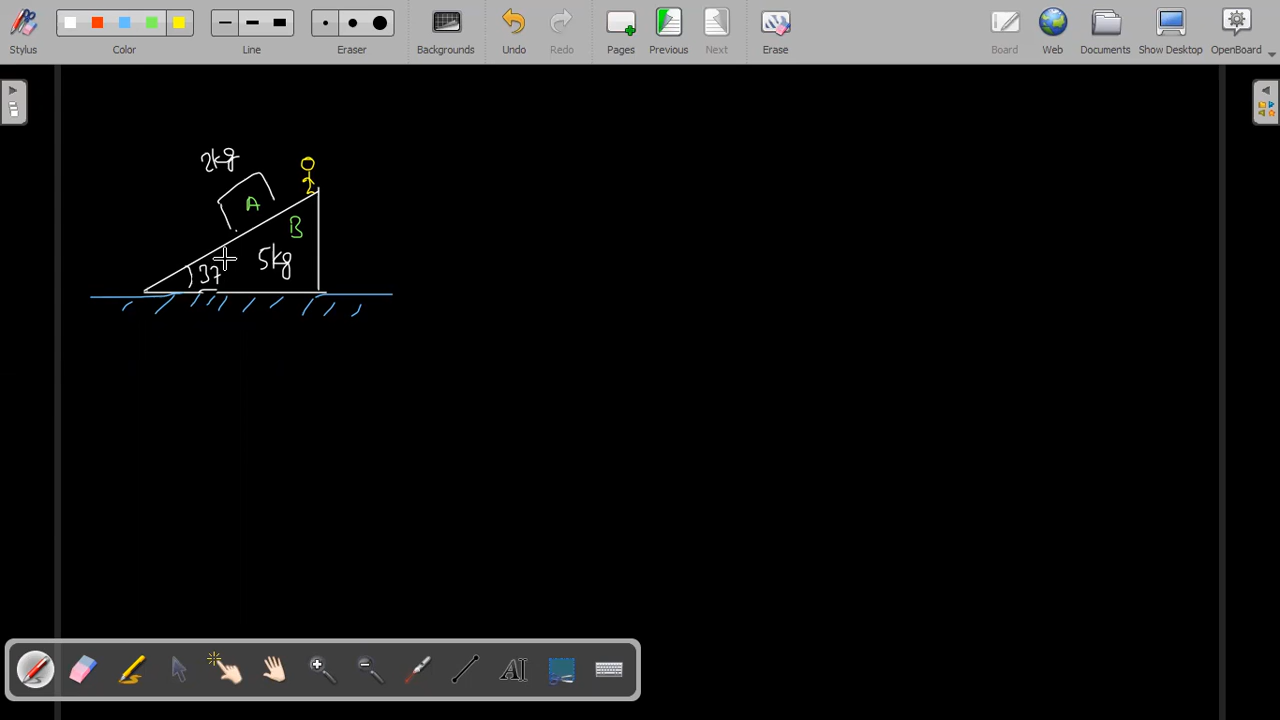 Stylus
Color
Line
Eraser
Backgrounds
Undo
Redo
Pages
Previous
Next
Erase
Board
Web
Documents
Show Desktop
OpenBoard
2kg
A
B
37
5kg
AI